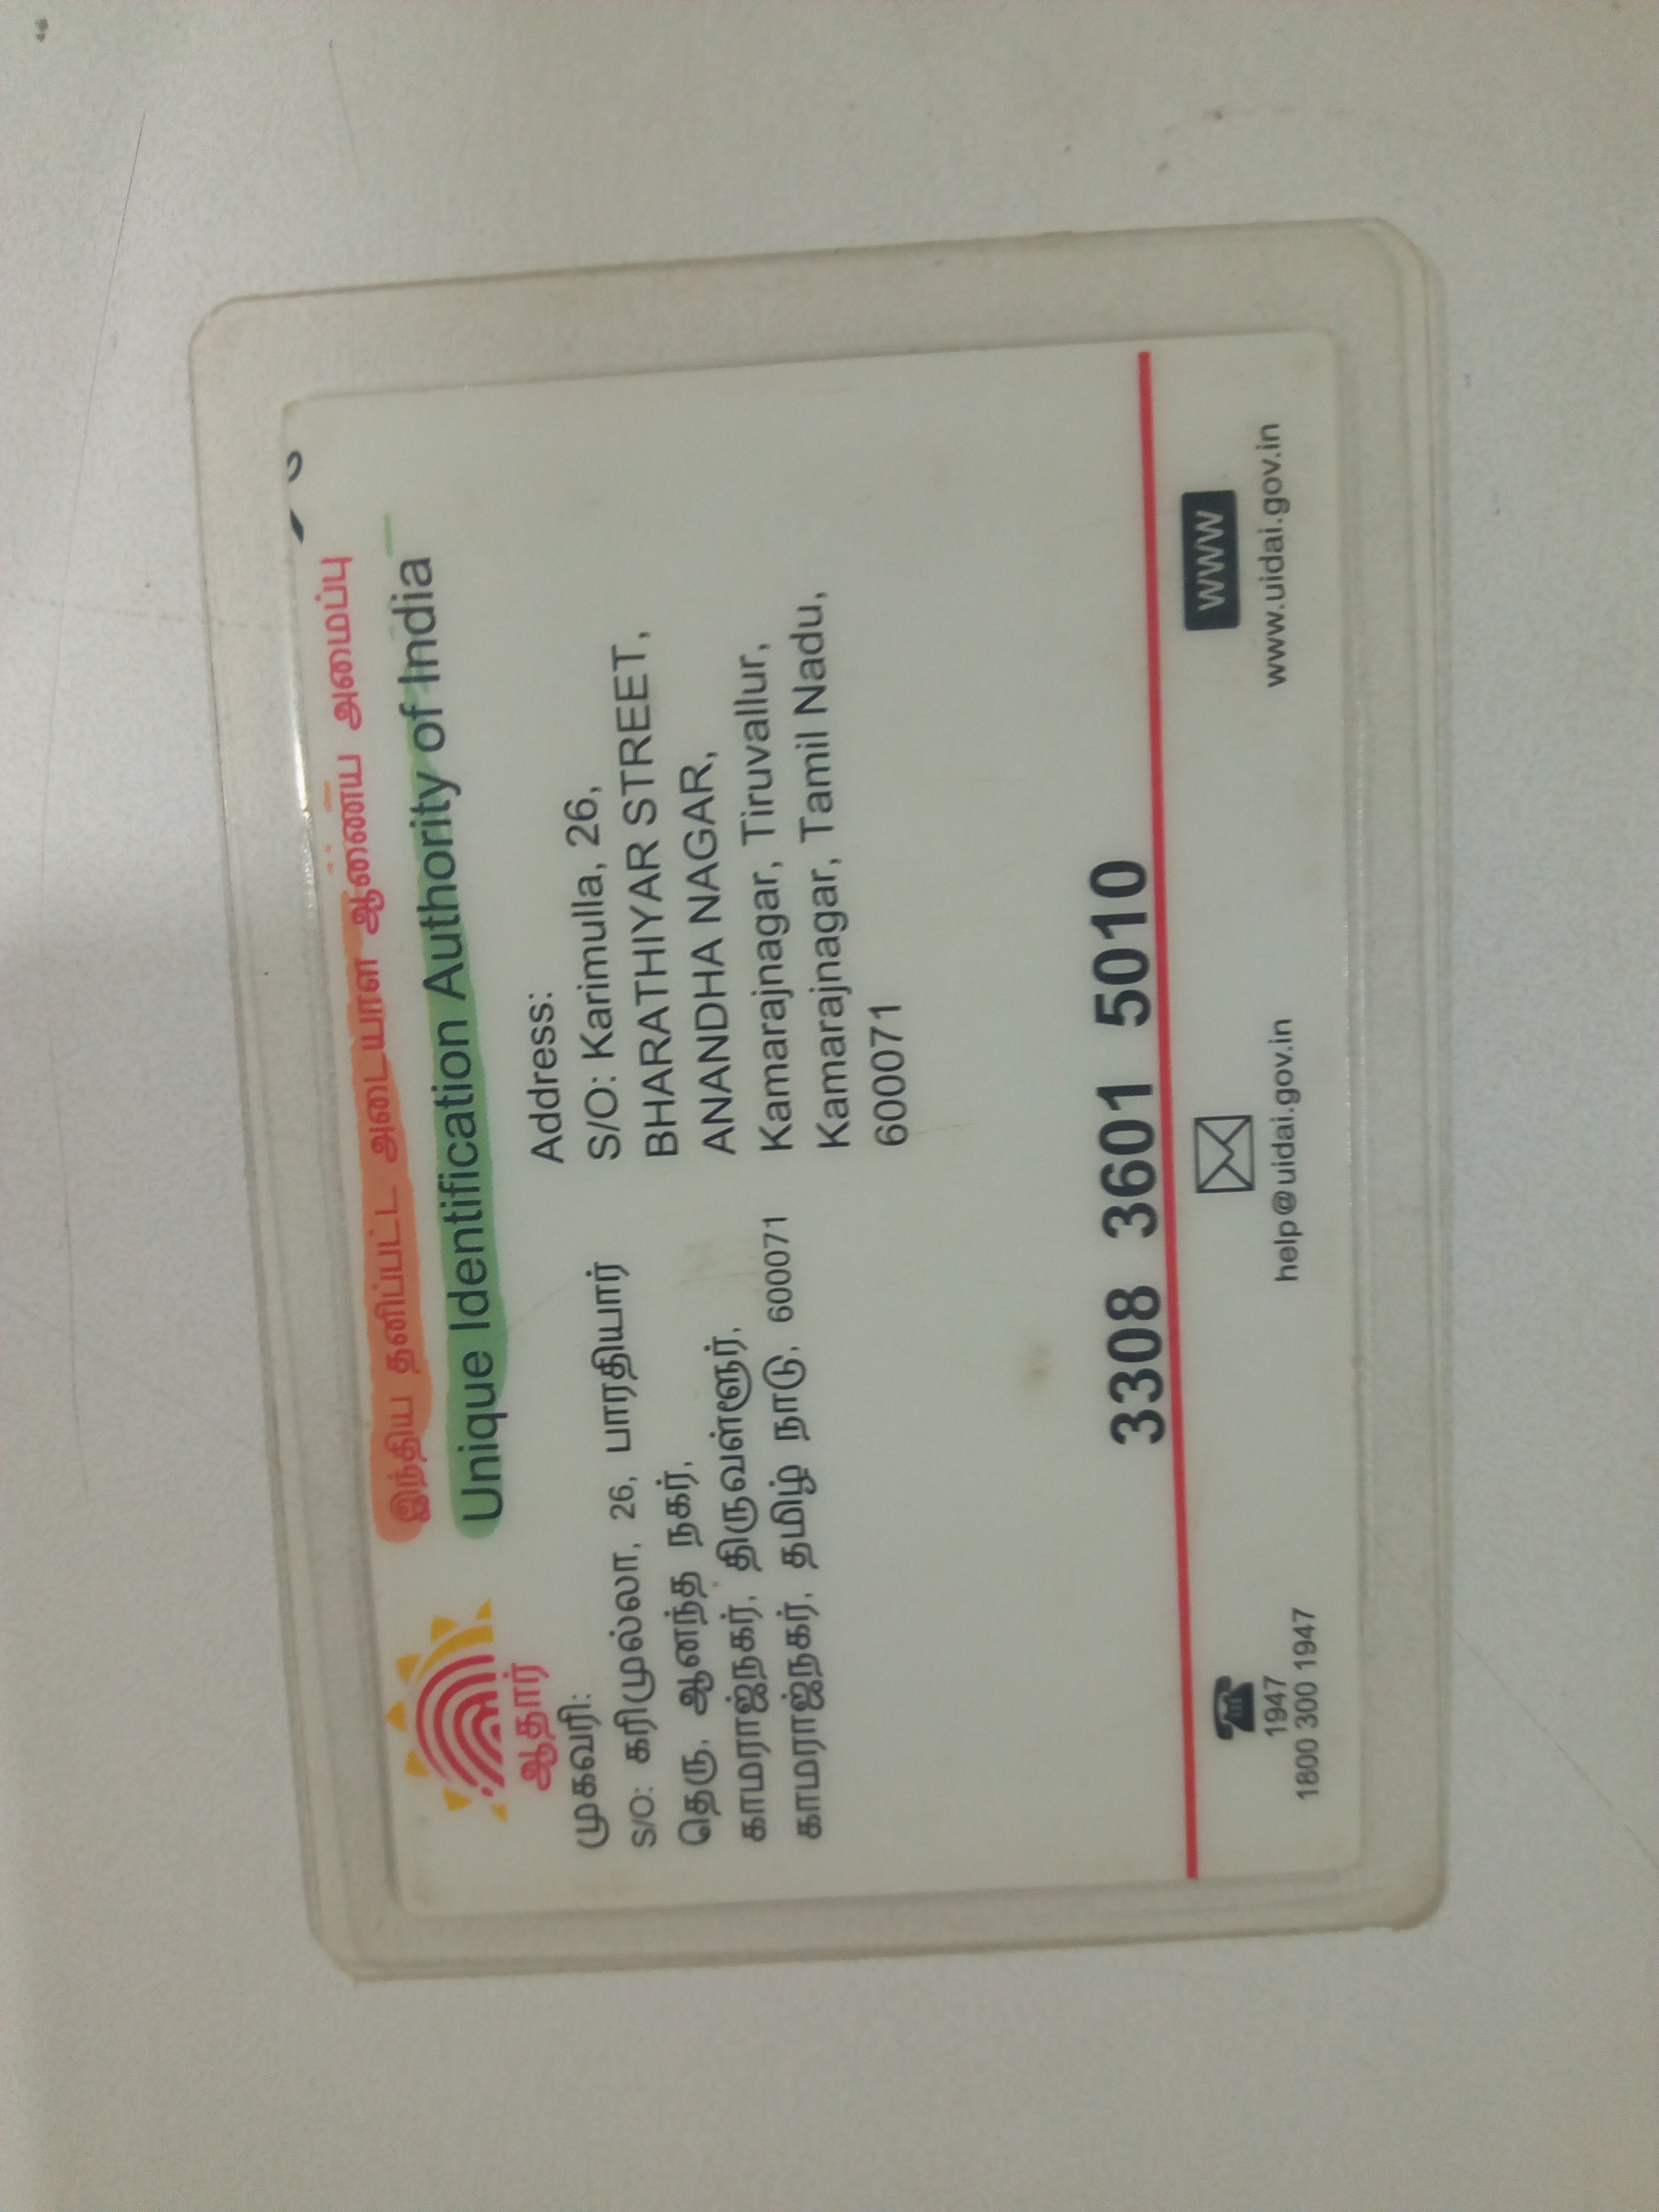 இந்திய தனிப்பட்ட அடையாள ஆணைய அமைப்பு
Unique Identification Authority of India
ஆதார்
முகவரி:
S/O: கரிமுல்லா, 26, பாரதியார்
தெரு, ஆனந்த நகர்,
காமராஜ்நகர், திருவள்ளூர்,
காமராஜ்நகர், தமிழ் நாடு, 600071
Address:
S/O: Karimulla, 26,
BHARATHIYAR STREET,
ANANDHA NAGAR,
Kamarajnagar, Tiruvallur,
Kamarajnagar, Tamil Nadu,
600071
3308 3601 5010
1947
1800 300 1947
help@uidai.gov.in
WWW
www.uidai.gov.in